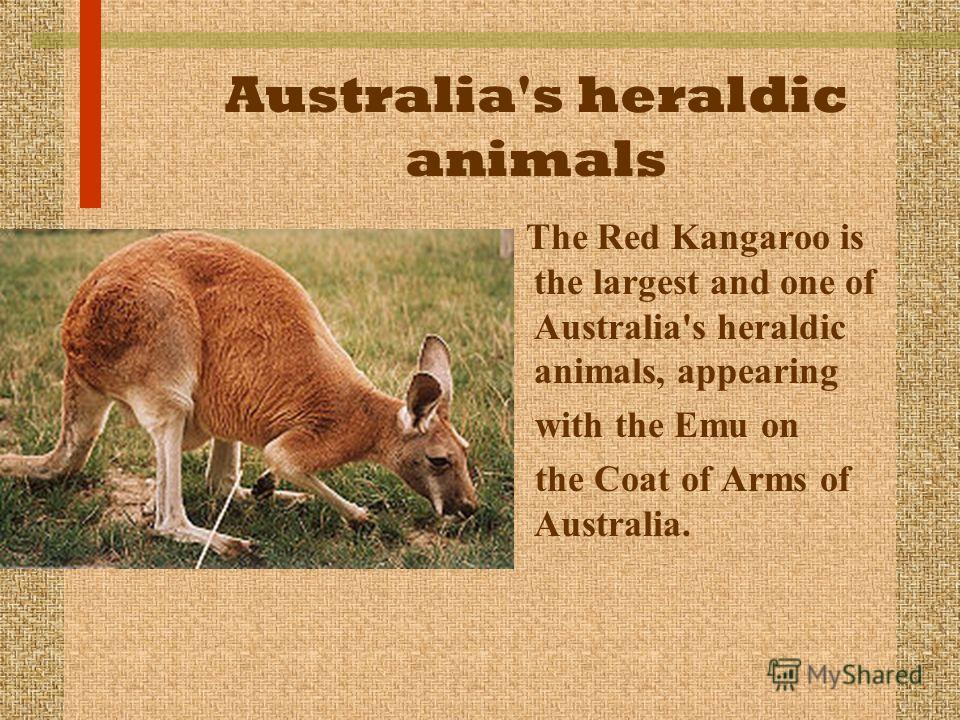 Australia's heraldic
animals
The Red Kangaroo is
the largest and one of
Australia's heraldic
animals, appearing
with the Emu on
the Coat of Arms of
Australia.
MyShared